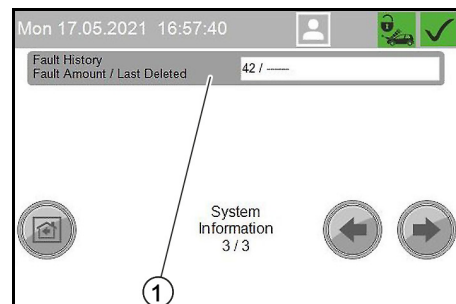 Mon 17.05.2021 16:57:40
Fault History
Fault Amount / Last Deleted
42 / -------
System
Information
3 / 3
1